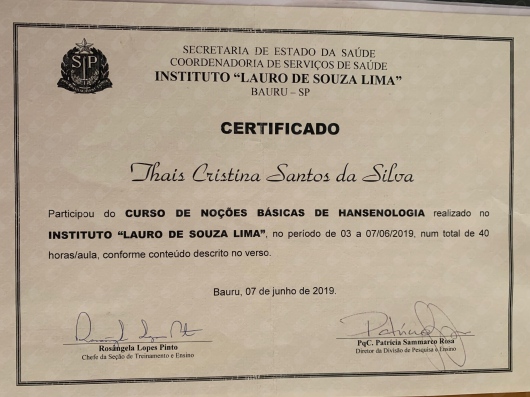 SP
SECRETARIA DE ESTADO DA SAÚDE
COORDENADORIA DE SERVIÇOS DE SAÚDE
INSTITUTO “LAURO DE SOUZA LIMA”
BAURU – SP
CERTIFICADO
Thais Cristina Santos da Silva
Participou do CURSO DE NOÇÕES BÁSICAS DE HANSENOLOGIA realizado no
INSTITUTO “LAURO DE SOUZA LIMA”, no período de 03 a 07/06/2019, num total de 40
horas/aula, conforme conteúdo descrito no verso.
Bauru, 07 de junho de 2019.
Rosângela Lopes Pinto
Chefe da Seção de Treinamento e Ensino
PqC. Patrícia Sammarco Rosa
Diretor da Divisão de Pesquisa e Ensino